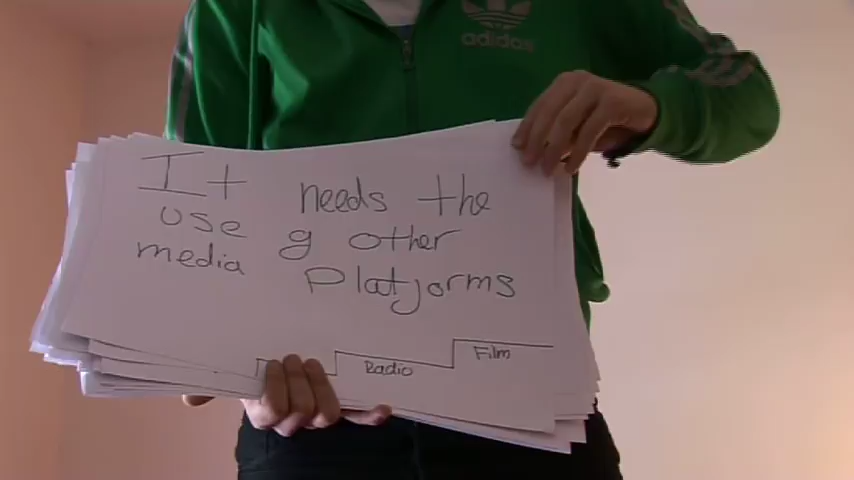 adidas
It needs the
use of other
media Platforms
Radio
Film